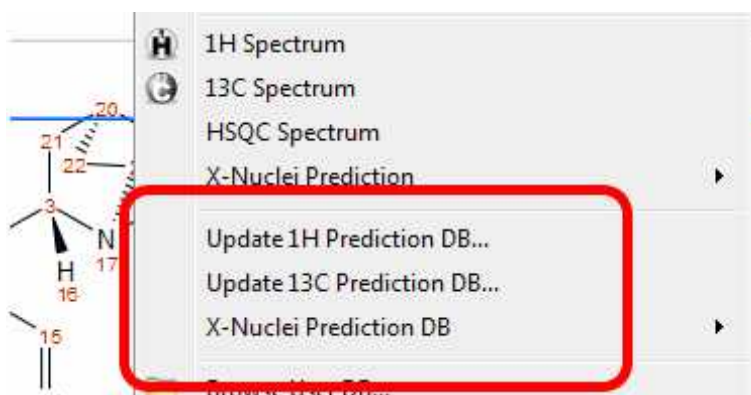 1H Spectrum
13C Spectrum
HSQC Spectrum
X-Nuclei Prediction
Update 1H Prediction DB...
Update 13C Prediction DB...
X-Nuclei Prediction DB
20
21
22
3
N
17
H
16
15